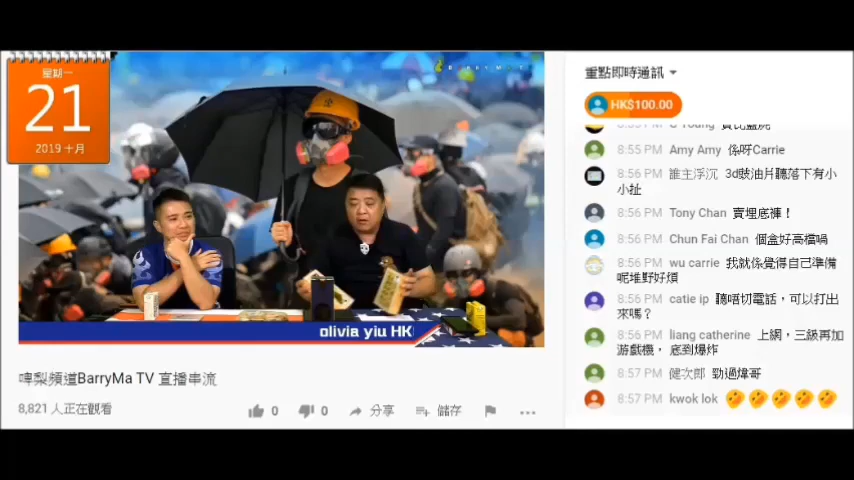 星期一
21
2019 十月
BARRYMA TV
olivia yiu HK
啤梨頻道BarryMa TV 直播串流
8,821 人正在觀看
0
0
分享
儲存
重點即時通訊
HK$100.00
8:55 PM Amy Amy 係呀Carrie
8:56 PM 誰主浮沉 3d豉油片聽落下有小
小扯
8:56 PM Tony Chan 賣埋底褲！
8:56 PM Chun Fai Chan 個盒好高檔喎
8:56 PM wu carrie 我就係覺得自己準備
呢堆野好煩
8:56 PM catie ip 聽唔切電話，可以打出
來嗎？
8:56 PM liang catherine 上網，三級再加
游戲機， 底到爆炸
8:57 PM 健次郎 勁過煒哥
8:57 PM kwok lok